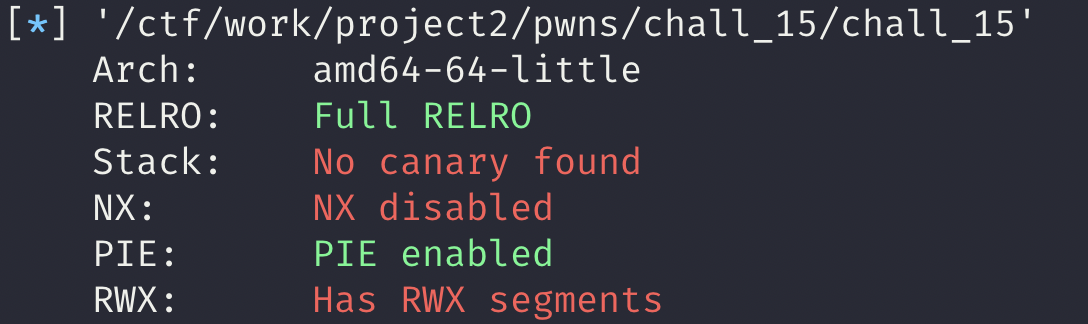 [*] '/ctf/work/project2/pwns/chall_15/chall_15'
    Arch:     amd64-64-little
    RELRO:    Full RELRO
    Stack:    No canary found
    NX:       NX disabled
    PIE:      PIE enabled
    RWX:      Has RWX segments